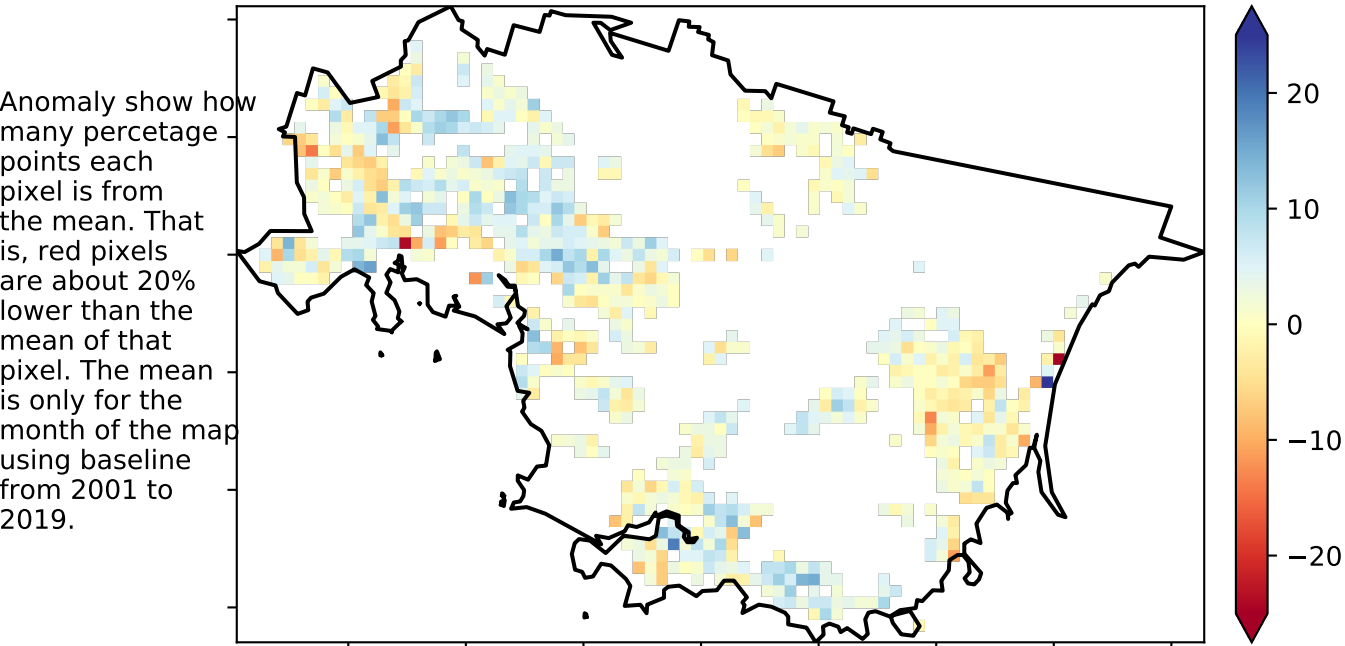 Anomaly show how
many percetage
points each
pixel is from
the mean. That
is, red pixels
are about 20%
lower than the
mean of that
pixel. The mean
is only for the
month of the map
using baseline
from 2001 to
2019.
20
10
0
−10
−20